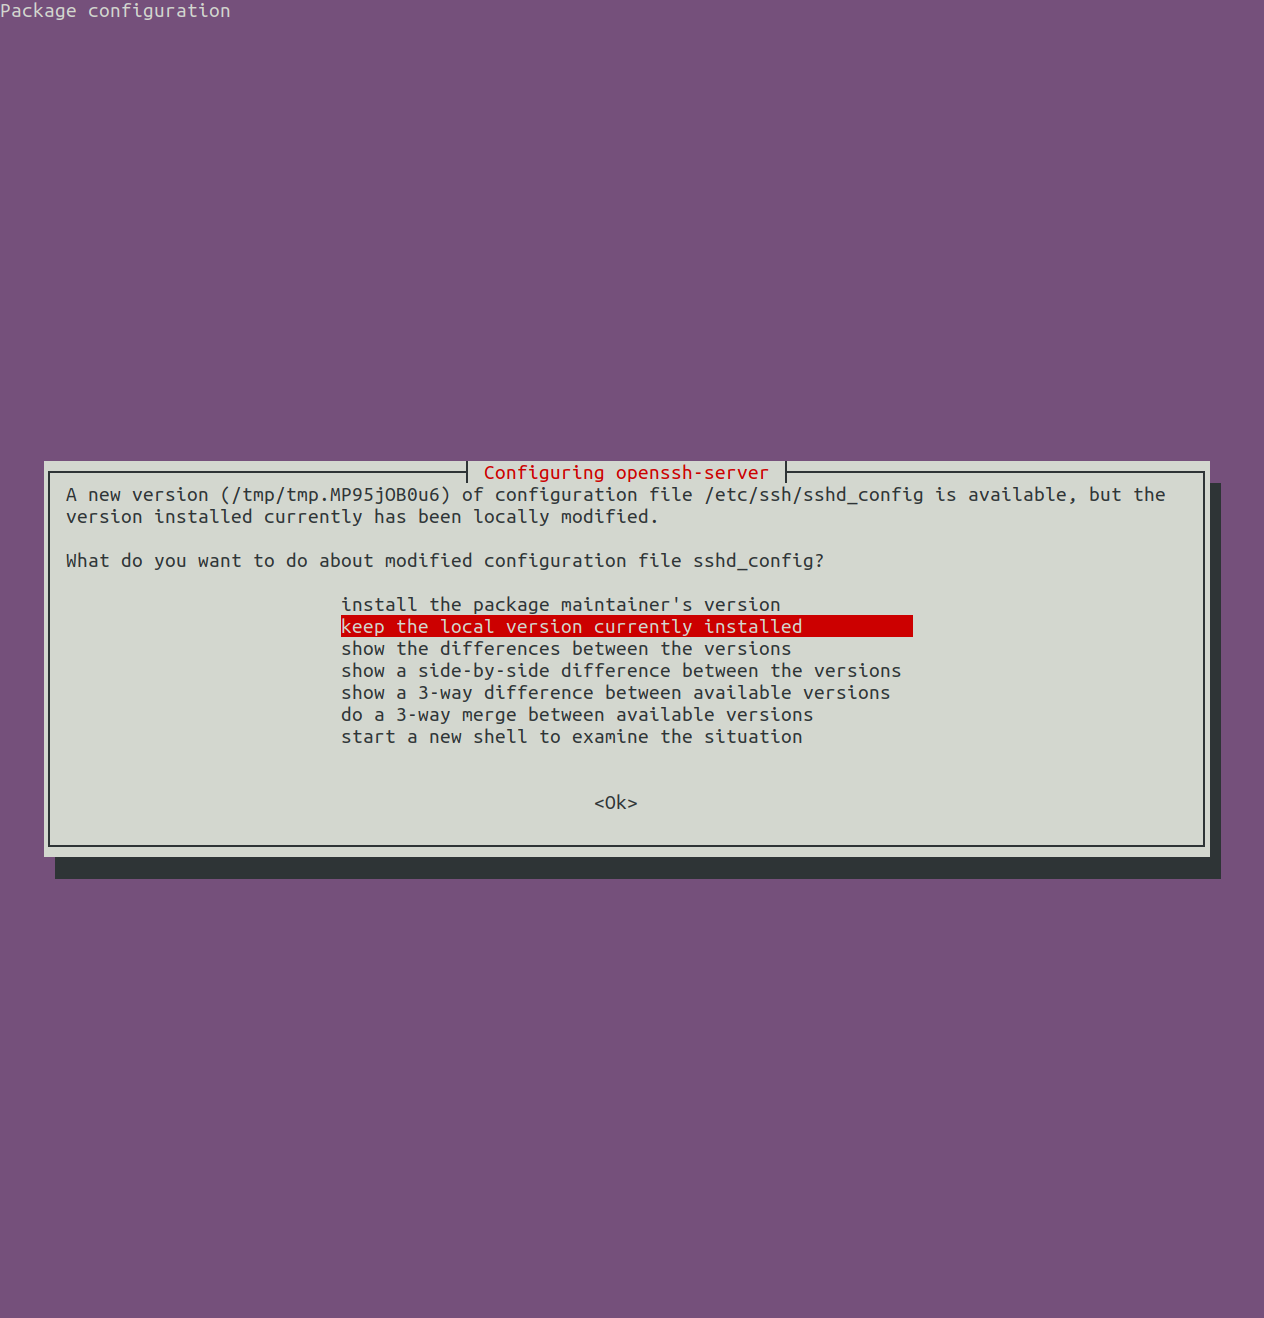 Package configuration
Configuring openssh-server
A new version (/tmp/tmp.MP95jOB0u6) of configuration file /etc/ssh/sshd_config is available, but the
version installed currently has been locally modified.
What do you want to do about modified configuration file sshd_config?
install the package maintainer's version
keep the local version currently installed
show the differences between the versions
show a side-by-side difference between the versions
show a 3-way difference between available versions
do a 3-way merge between available versions
start a new shell to examine the situation
<Ok>